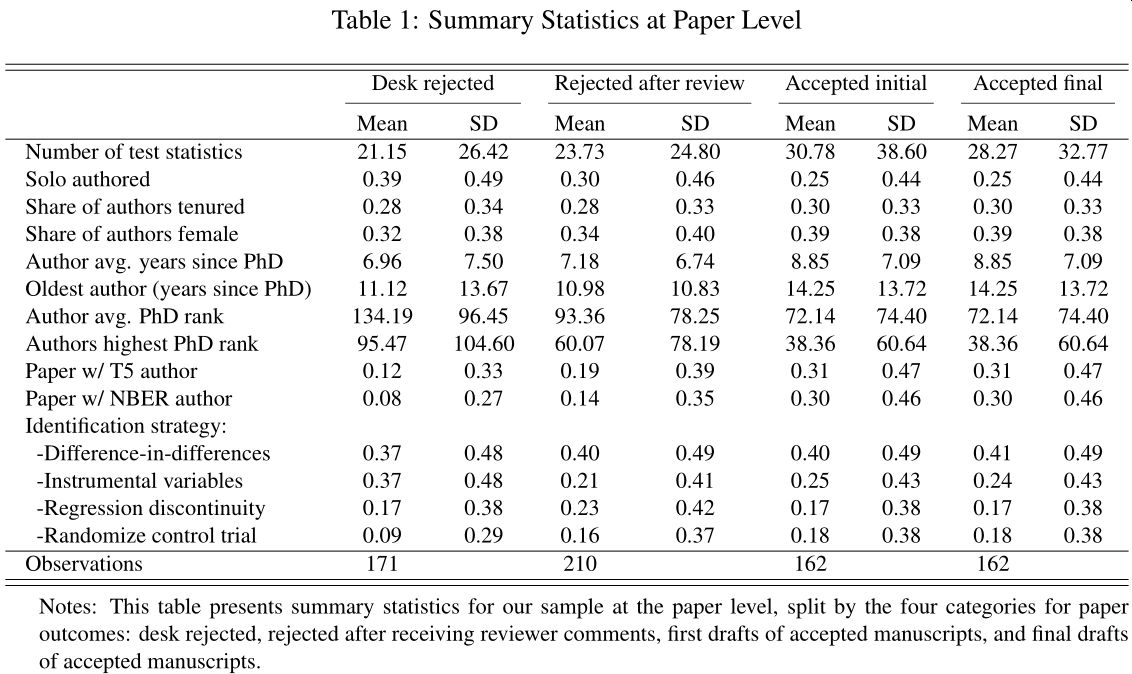 Table 1: Summary Statistics at Paper Level
Desk rejected Rejected after review Accepted initial Accepted final
Mean SD Mean SD Mean SD Mean SD
Number of test statistics 21.15 26.42 23.73 24.80 30.78 38.60 28.27 32.77
Solo authored 0.39 0.49 0.30 0.46 0.25 0.44 0.25 0.44
Share of authors tenured 0.28 0.34 0.28 0.33 0.30 0.33 0.30 0.33
Share of authors female 0.32 0.38 0.34 0.40 0.39 0.38 0.39 0.38
Author avg. years since PhD 6.96 7.50 7.18 6.74 8.85 7.09 8.85 7.09
Oldest author (years since PhD) 11.12 13.67 10.98 10.83 14.25 13.72 14.25 13.72
Author avg. PhD rank 134.19 96.45 93.36 78.25 72.14 74.40 72.14 74.40
Authors highest PhD rank 95.47 104.60 60.07 78.19 38.36 60.64 38.36 60.64
Paper w/ T5 author 0.12 0.33 0.19 0.39 0.31 0.47 0.31 0.47
Paper w/ NBER author 0.08 0.27 0.14 0.35 0.30 0.46 0.30 0.46
Identification strategy:
-Difference-in-differences 0.37 0.48 0.40 0.49 0.40 0.49 0.41 0.49
-Instrumental variables 0.37 0.48 0.21 0.41 0.25 0.43 0.24 0.43
-Regression discontinuity 0.17 0.38 0.23 0.42 0.17 0.38 0.17 0.38
-Randomize control trial 0.09 0.29 0.16 0.37 0.18 0.38 0.18 0.38
Observations 171 210 162 162
Notes: This table presents summary statistics for our sample at the paper level, split by the four categories for paper
outcomes: desk rejected, rejected after receiving reviewer comments, first drafts of accepted manuscripts, and final drafts
of accepted manuscripts.